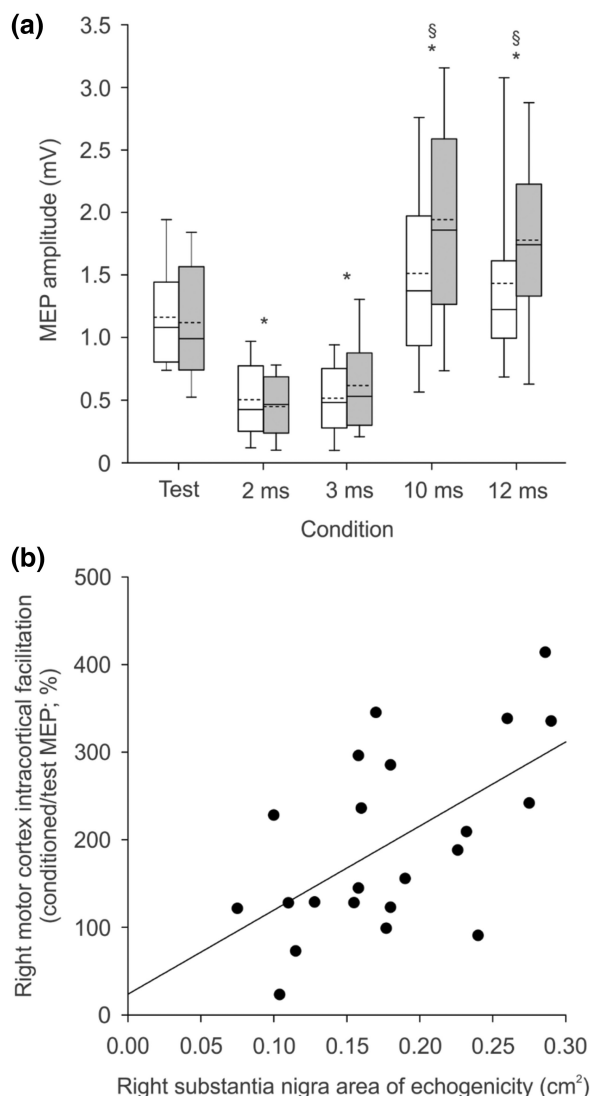 (a)
3.5
3.0
2.5
2.0
1.5
1.0
0.5
0
MEP amplitude (mV)
§
*
§
*
*
*
Test 2 ms 3 ms 10 ms 12 ms
Condition
(b)
500
400
300
200
100
0
Right motor cortex intracortical facilitation
(conditioned/test MEP; %)
0.00 0.05 0.10 0.15 0.20 0.25 0.30
Right substantia nigra area of echogenicity (cm²)